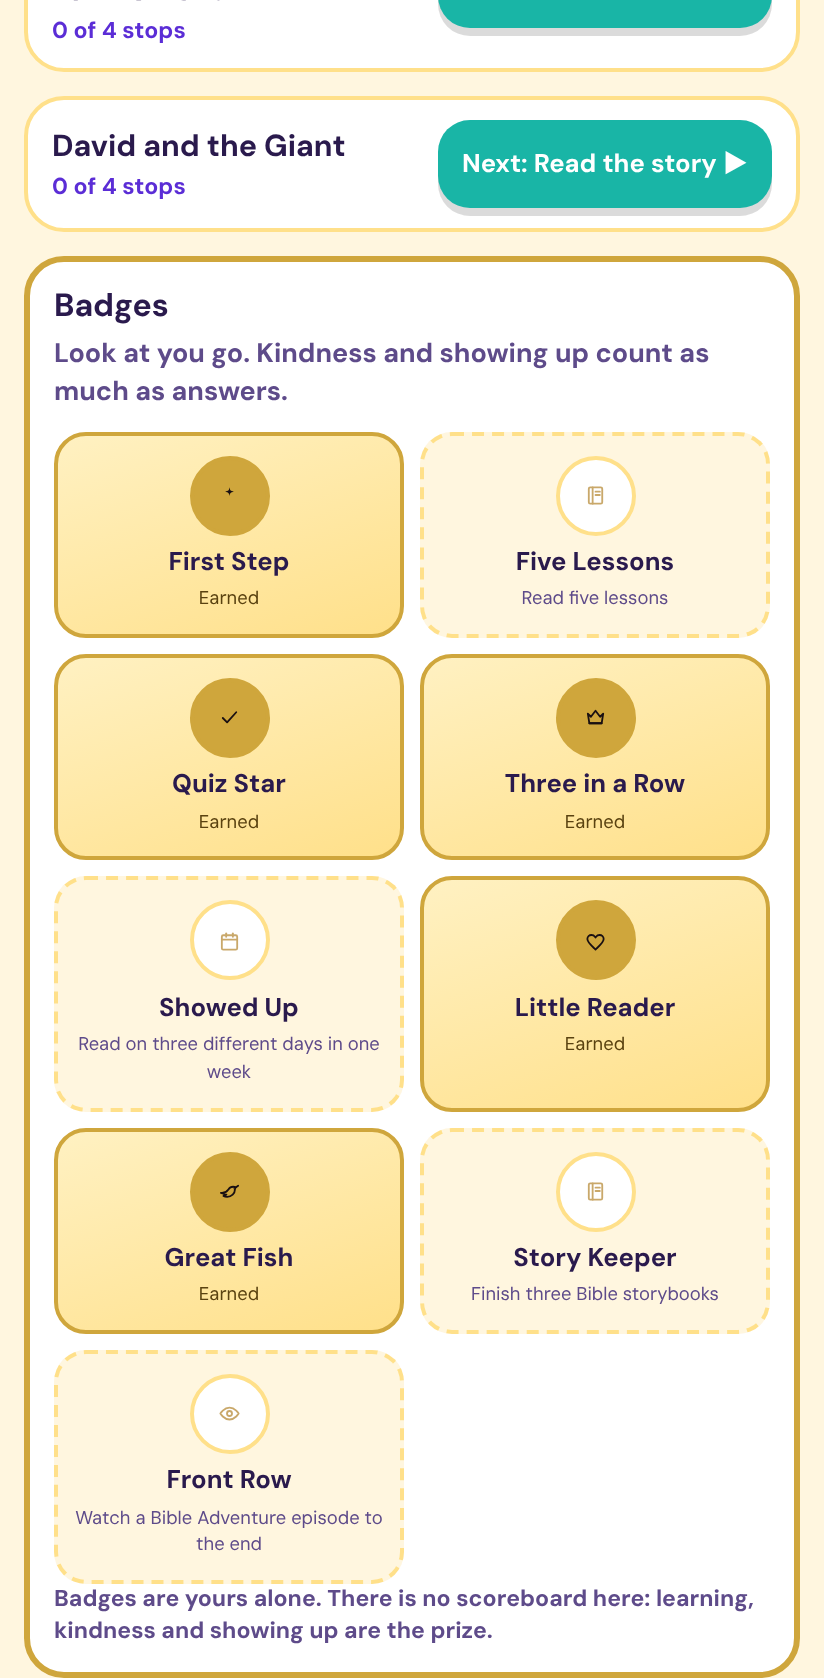 0 of 4 stops
David and the Giant
0 of 4 stops
Next: Read the story ▶
Badges
Look at you go. Kindness and showing up count as
much as answers.
First Step
Earned
Five Lessons
Read five lessons
Quiz Star
Earned
Three in a Row
Earned
Showed Up
Read on three different days in one
week
Little Reader
Earned
Great Fish
Earned
Story Keeper
Finish three Bible storybooks
Front Row
Watch a Bible Adventure episode to
the end
Badges are yours alone. There is no scoreboard here: learning,
kindness and showing up are the prize.